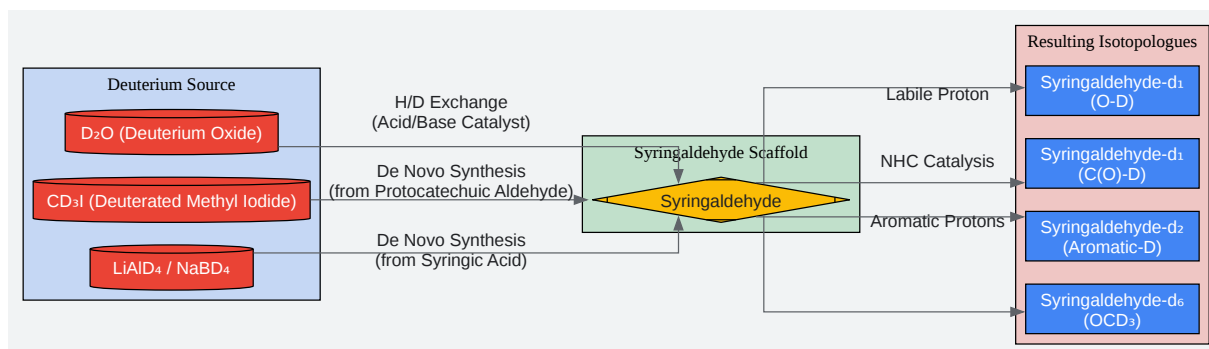 Deuterium Source
D₂O (Deuterium Oxide)
CD₃I (Deuterated Methyl Iodide)
LiAlD₄ / NaBD₄
H/D Exchange
(Acid/Base Catalyst)
De Novo Synthesis
(from Protocatechuic Aldehyde)
De Novo Synthesis
(from Syringic Acid)
Syringaldehyde Scaffold
Syringaldehyde
Labile Proton
NHC Catalysis
Aromatic Protons
Resulting Isotopologues
Syringaldehyde-d₁
(O-D)
Syringaldehyde-d₁
(C(O)-D)
Syringaldehyde-d₂
(Aromatic-D)
Syringaldehyde-d₆
(OCD₃)